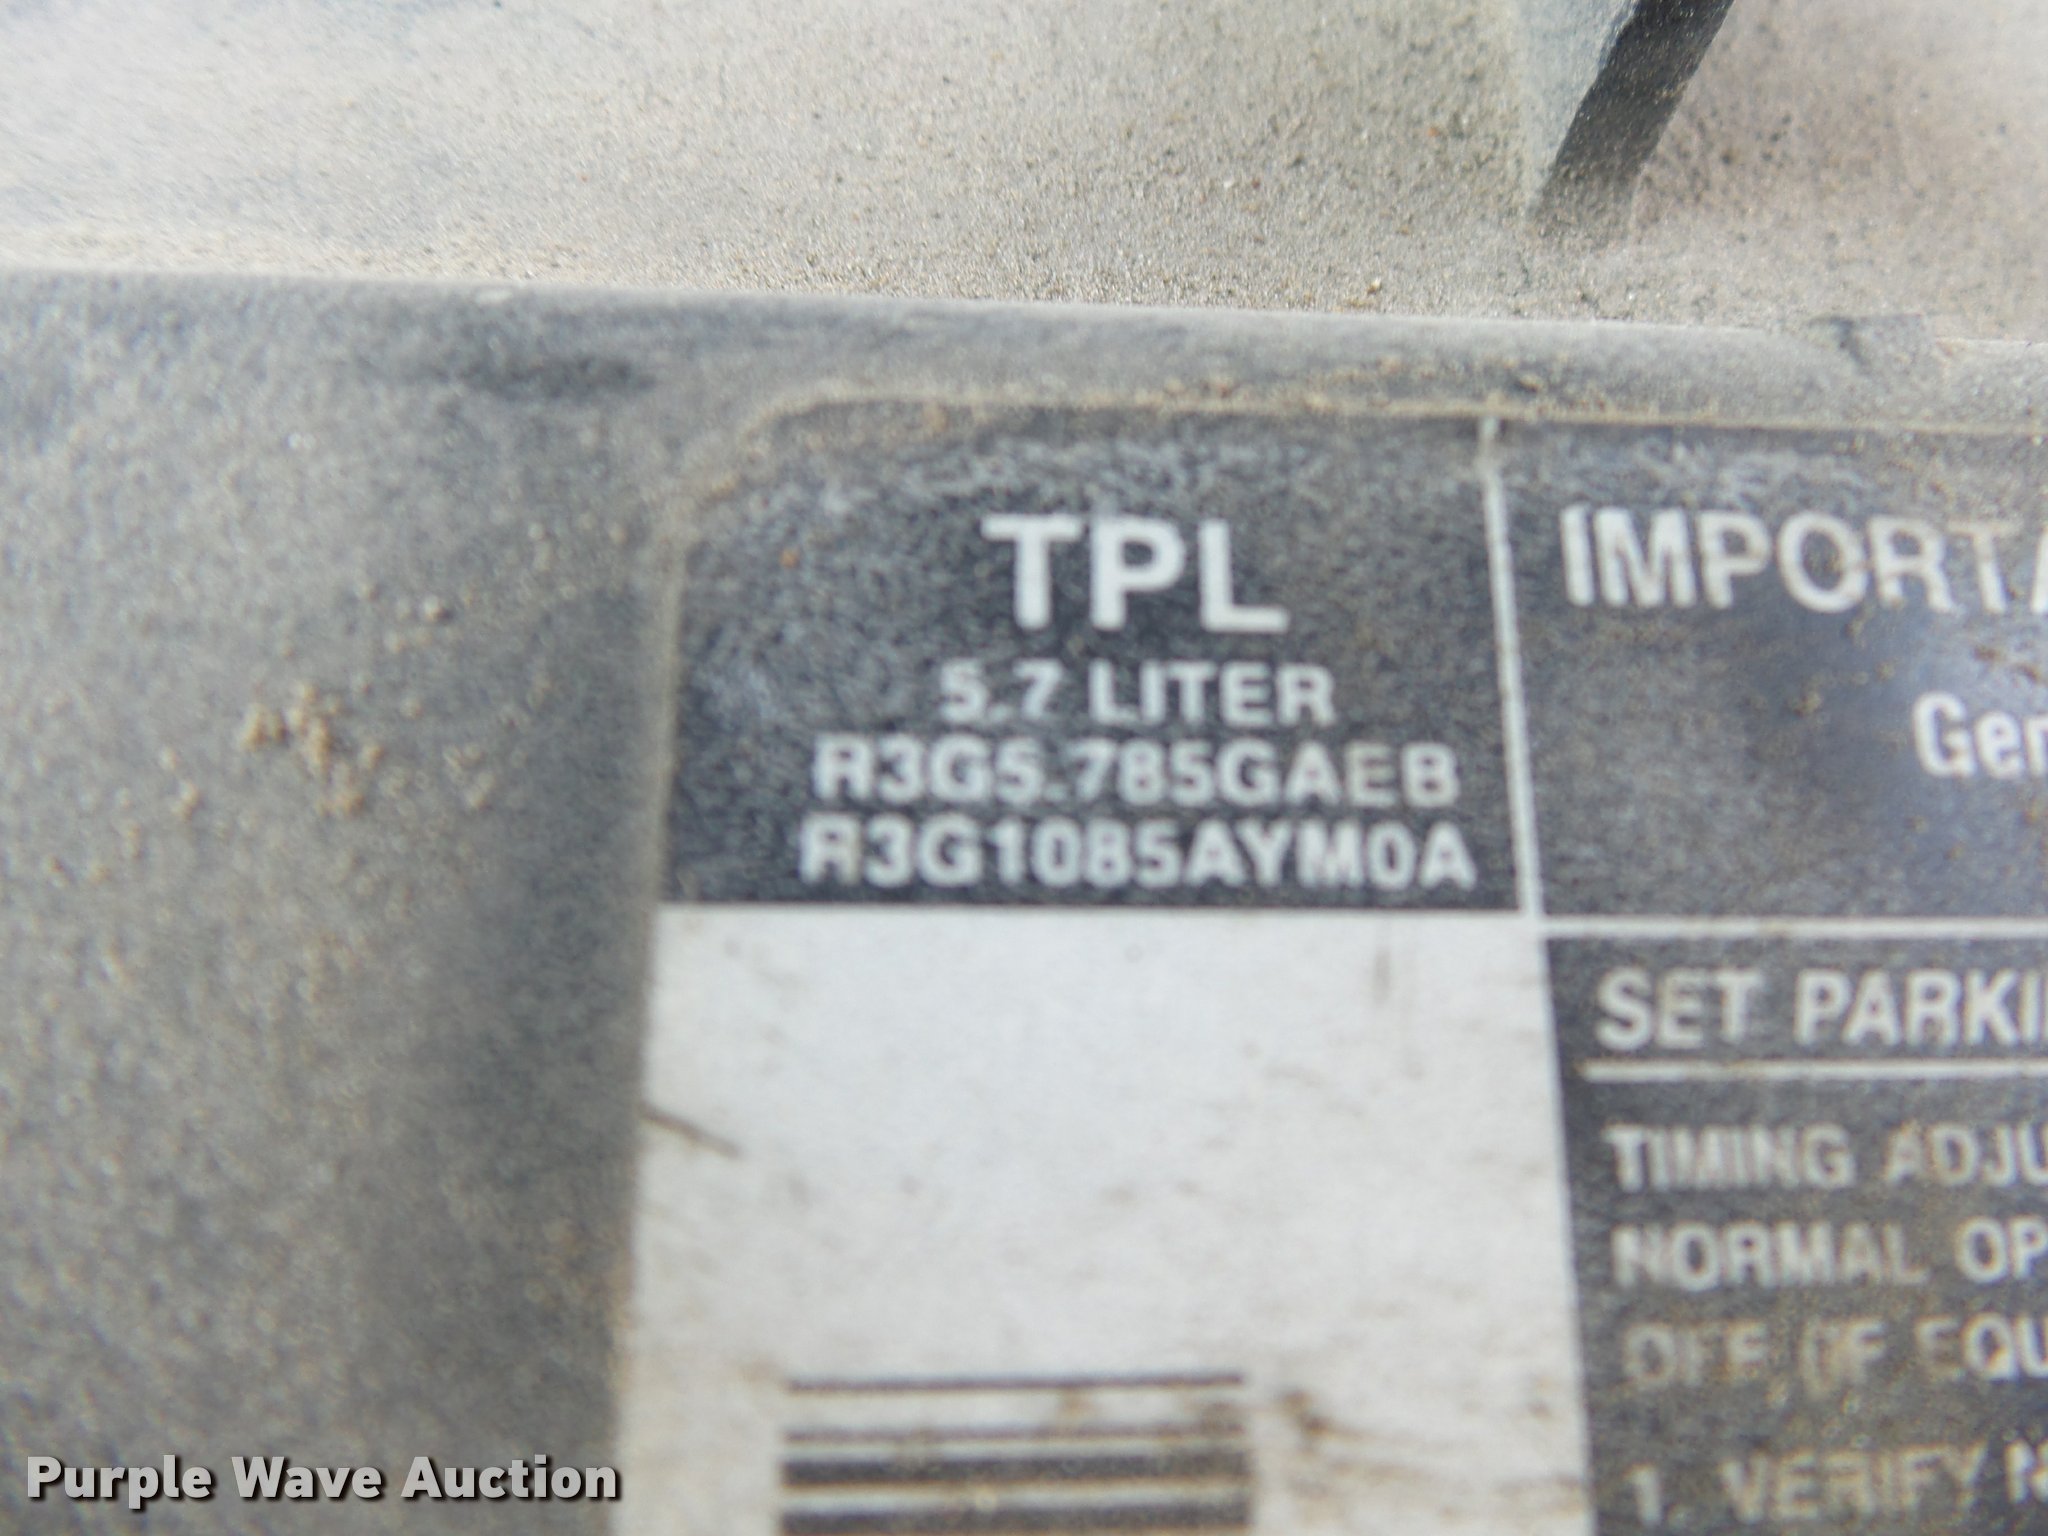 TPL
5.7 LITER
R3G5.785GAEB
R3G1085AYM0A
IMPORTA
Gen
SET PARKI
TIMING ADJU
NORMAL OP
OFF (IF EQU
1. VERIFY
Purple Wave Auction